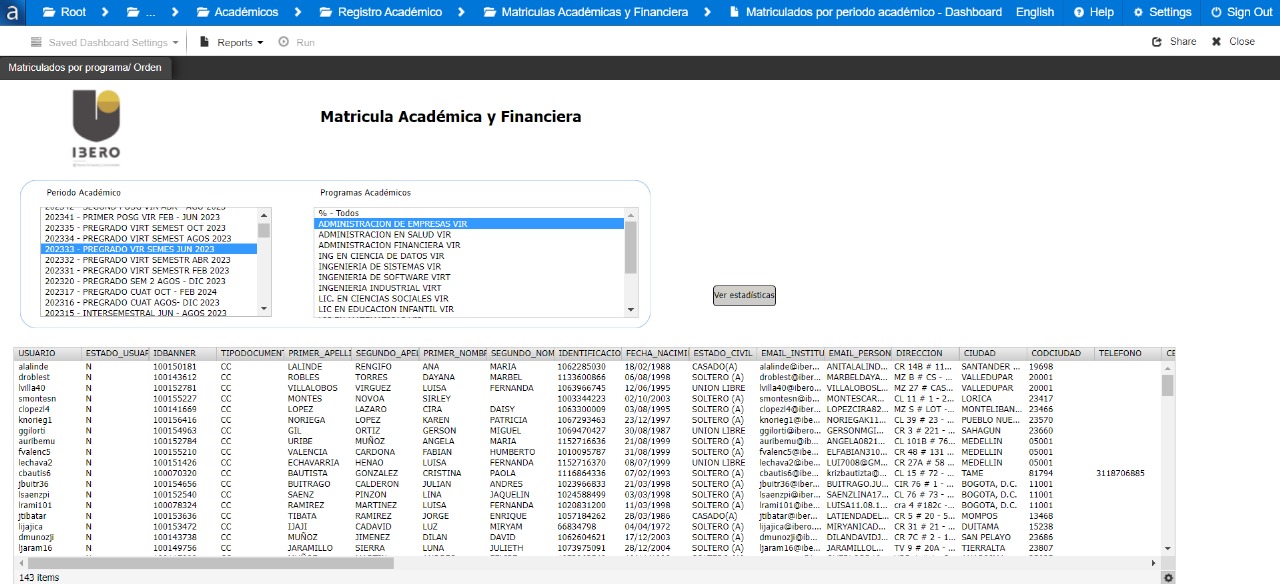 a Root ... Académicos Registro Académico Matriculas Académicas y Financiera Matriculados por periodo académico - Dashboard English Help Settings Sign Out
Saved Dashboard Settings Reports Run Share Close
Matriculados por programa/ Orden
IBERO
Matricula Académica y Financiera
Periodo Académico
202342 - SEGUNDO POSG VIR ABR - AGO 2023
202341 - PRIMER POSG VIR FEB - JUN 2023
202335 - PREGRADO VIRT SEMEST OCT 2023
202334 - PREGRADO VIRT SEMEST AGOS 2023
202333 - PREGRADO VIR SEMES JUN 2023
202332 - PREGRADO VIRT SEMESTR ABR 2023
202331 - PREGRADO VIRT SEMESTR FEB 2023
202320 - PREGRADO SEM 2 AGOS - DIC 2023
202317 - PREGRADO CUAT OCT - FEB 2024
202316 - PREGRADO CUAT AGOS- DIC 2023
202315 - INTERSEMESTRAL JUN - AGOS 2023
Programas Académicos
% - Todos
ADMINISTRACION DE EMPRESAS VIR
ADMINISTRACION EN SALUD VIR
ADMINISTRACION FINANCIERA VIR
ING EN CIENCIA DE DATOS VIR
INGENIERIA DE SISTEMAS VIR
INGENIERIA DE SOFTWARE VIRT
INGENIERIA INDUSTRIAL VIRT
LIC. EN CIENCIAS SOCIALES VIR
LIC EN EDUCACION INFANTIL VIR
Ver estadísticas
USUARIO ESTADO_USUAR IDBANNER TIPODOCUMENT PRIMER_APELLI SEGUNDO_APEL PRIMER_NOMBR SEGUNDO_NOM IDENTIFICACIO FECHA_NACIMI ESTADO_CIVIL EMAIL_INSTITU EMAIL_PERSON DIRECCION CIUDAD CODCIUDAD TELEFONO CE
alalinde N 100150181 CC LALINDE RENGIFO ANA MARIA 1062285030 18/02/1988 CASADO(A) alalinde@ibe... ANITALALIND... CR 14B # 11... SANTANDER ... 19698
droblest N 100143612 CC ROBLES TORRES DAYANA MARBEL 1133600866 06/08/1998 SOLTERO (A) droblest@ibe... MARBELDAYA... MZ B # CS - ... VALLEDUPAR 20001
lvilla40 N 100152781 CC VILLALOBOS VIRGUEZ LUISA FERNANDA 1063966745 12/06/1995 UNION LIBRE lvilla40@ibero... VILLALOBOSL... MZ 27 # CAS... VALLEDUPAR 20001
smontesn N 100155227 CC MONTES NOVOA SIRLEY 1003344223 02/10/2003 SOLTERO (A) smontesn@ib... MONTESCAR... CL 11 # 1 - 2... LORICA 23417
clopezl4 N 100141669 CC LOPEZ LAZARO CIRA DAISY 1063300009 03/08/1995 SOLTERO (A) clopezl4@iber... LOPEZCIRA82... MZ S # LOT -... MONTELIBAN... 23466
knorieg1 N 100156416 CC NORIEGA LOPEZ KAREN PATRICIA 1067293463 23/12/1997 SOLTERO (A) knorieg1@iber... NORIEGAK11... CL 39 # 23 - ... PUEBLO NUE... 23570
ggilorti N 100154963 CC GIL ORTIZ GERSON MIGUEL 1069470427 30/08/1987 UNION LIBRE ggilorti@ibero... GERSONMGI... CR 3 # 221 - ... SAHAGUN 23660
auribemu N 100152784 CC URIBE MUÑOZ ANGELA MARIA 1152716636 21/08/1999 SOLTERO (A) auribemu@ib... ANGELA0821... CL 101B # 76... MEDELLIN 05001
fvalenc5 N 100155210 CC VALENCIA CARDONA FABIAN HUMBERTO 1010095787 31/08/1999 SOLTERO (A) fvalenc5@ibe... ELFABIAN310... CR 48 # 131 ... MEDELLIN 05001
lechava2 N 100151426 CC ECHAVARRIA HENAO LUISA FERNANDA 1152716370 08/07/1999 UNION LIBRE lechava2@ibe... LUI7008@GM... CR 27A # 58 ... MEDELLIN 05001
cbautis6 N 100070320 CC BAUTISTA GONZALEZ CRISTINA PAOLA 1116864336 07/02/1993 SOLTERO (A) cbautis6@ibe... krizbautizta@... CL 15 # 72 - ... TAME 81794 3118706885
jbuitr36 N 100154656 CC BUITRAGO CALDERON JULIAN ANDRES 1023966831 21/03/1998 SOLTERO (A) jbuitr36@iber... BUITRAGO.JU... CIR 76 # 1 - ... BOGOTA, D.C. 11001
lsaenzpi N 100152540 CC SAENZ PINZON LINA JAQUELIN 1024588499 03/03/1998 SOLTERO (A) lsaenzpi@iber... SAENZLINA17... CL 76 # 73 - ... BOGOTA, D.C. 11001
lrami101 N 100078324 CC RAMIREZ MARTINEZ LUISA FERNANDA 1020831200 11/03/1998 SOLTERO (A) lrami101@ibe... LUISA11.08.1... cra 4 #182c -... BOGOTA, D.C. 11001
jtibatar N 100153636 CC TIBATA RAMIREZ JORGE ENRIQUE 1057184262 28/03/1986 CASADO(A) jtibatar@iber... LATIENDADEL... CR 5 # 20 - 5... MOMPOS 13468
lijajica N 100153472 CC IJAJI CADAVID LUZ MIRYAM 66834798 04/04/1972 SOLTERO (A) lijajica@ibero.... MIRYANICAD... CR 31 # 21 - ... DUITAMA 15238
dmunozji N 100143738 CC MUÑOZ JIMENEZ DILAN DAVID 1062604621 17/12/2003 SOLTERO (A) dmunozji@ibe... DILANDAVIDJ... CR 7C # 2 - 1... SAN PELAYO 23686
ljaram16 N 100149756 CC JARAMILLO SIERRA LUNA JULIETH 1073975091 28/12/2004 SOLTERO (A) ljaram16@ibe... JARAMILLOL... TV 9 # 20A - ... TIERRALTA 23807
143 items